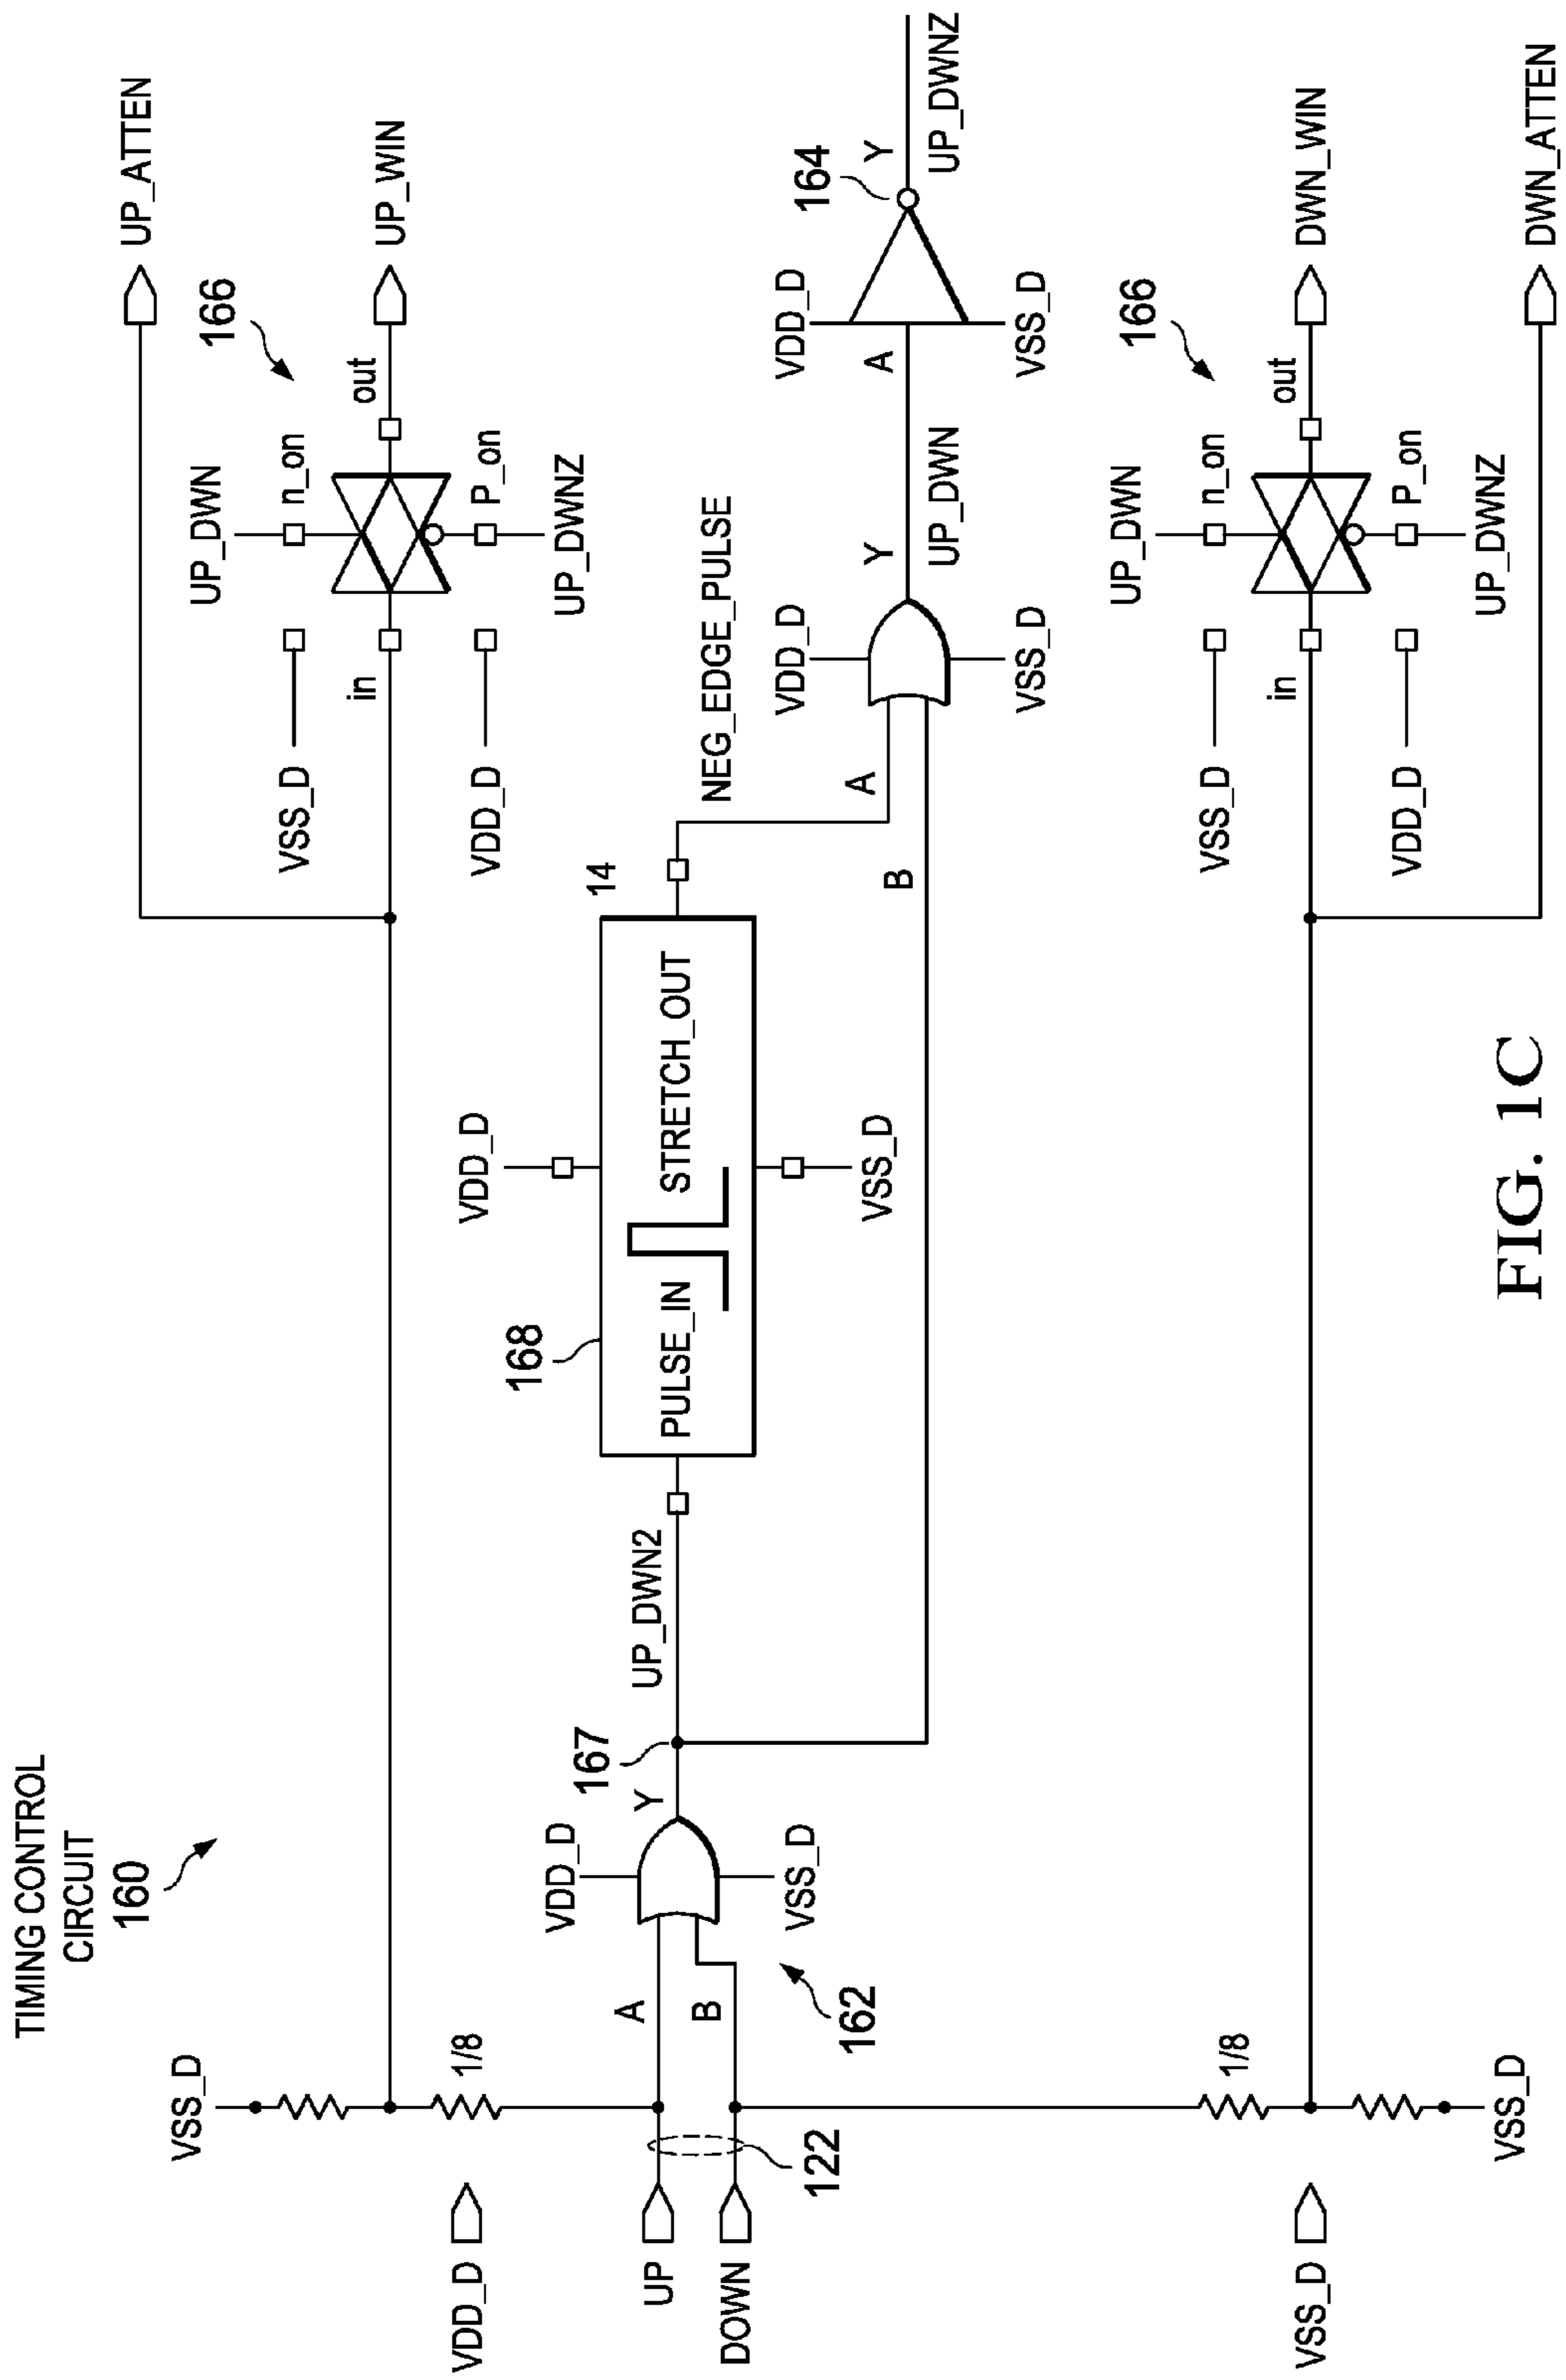 TIMING CONTROL
CIRCUIT
160
VSS_D
1/8
VDD_D
UP
DOWN
122
A
B
162
VDD_D
VSS_D
Y
167
UP_DWN2
168
VDD_D
PULSE_IN
STRETCH_OUT
VSS_D
14
NEG_EDGE_PULSE
A
B
VDD_D
VSS_D
Y
UP_DWN
A
VDD_D
VSS_D
164
Y
UP_DWNZ
UP_ATTEN
UP_WIN
166
UP_DWN
n_on
out
in
P_on
UP_DWNZ
VSS_D
VDD_D
166
UP_DWN
n_on
out
in
P_on
UP_DWNZ
VSS_D
VDD_D
DWN_WIN
DWN_ATTEN
1/8
VSS_D
VSS_D
FIG. 1C